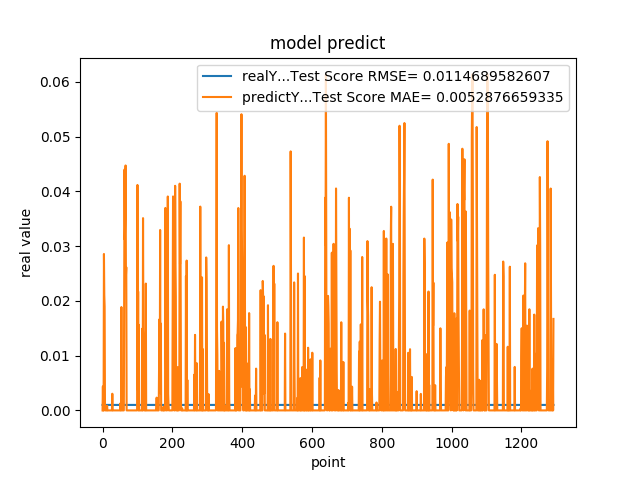 model predict
realY...Test Score RMSE= 0.0114689582607
predictY...Test Score MAE= 0.0052876659335
0.06
0.05
0.04
0.03
0.02
0.01
0.00
real value
0 200 400 600 800 1000 1200
point